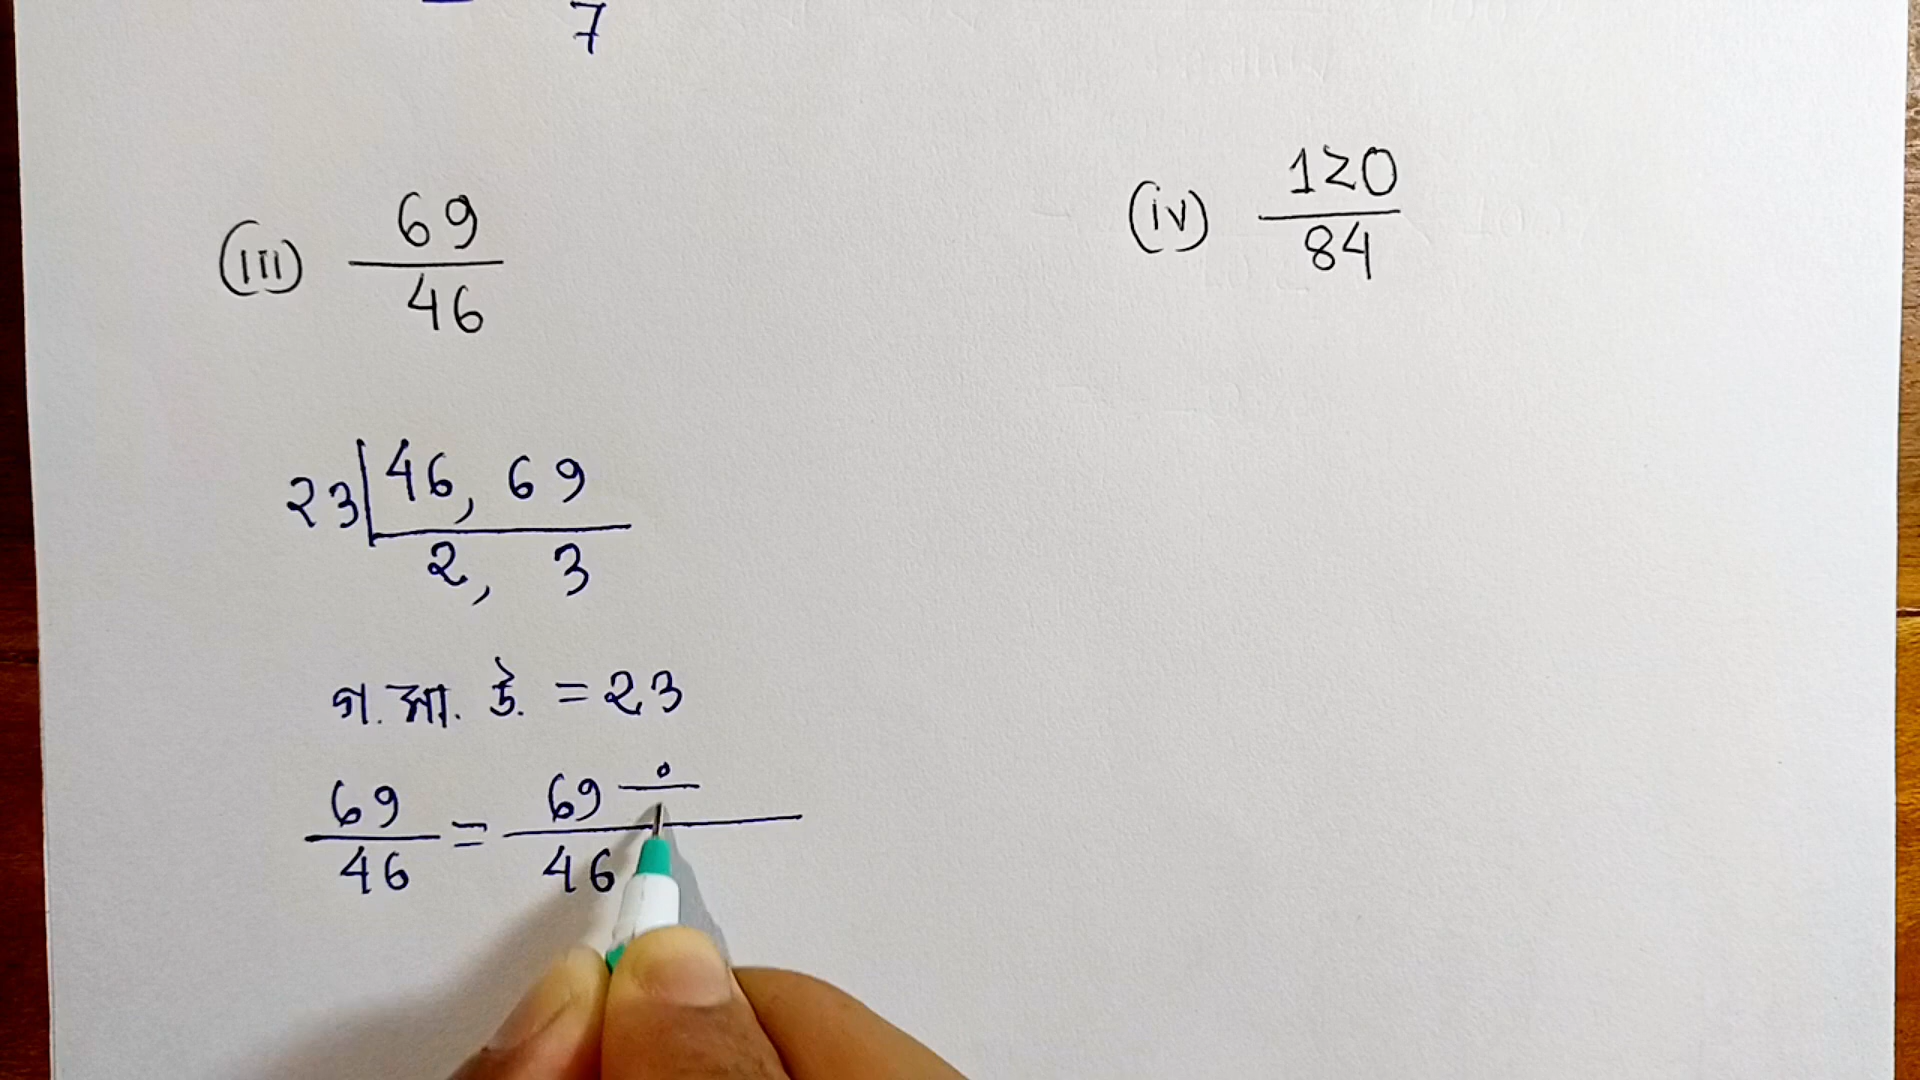 7
(iii) 69/46
(iv) 120/84
23 | 46, 69
2, 3
গ. সা. উ. = 23
69/46 = 69 ÷/46